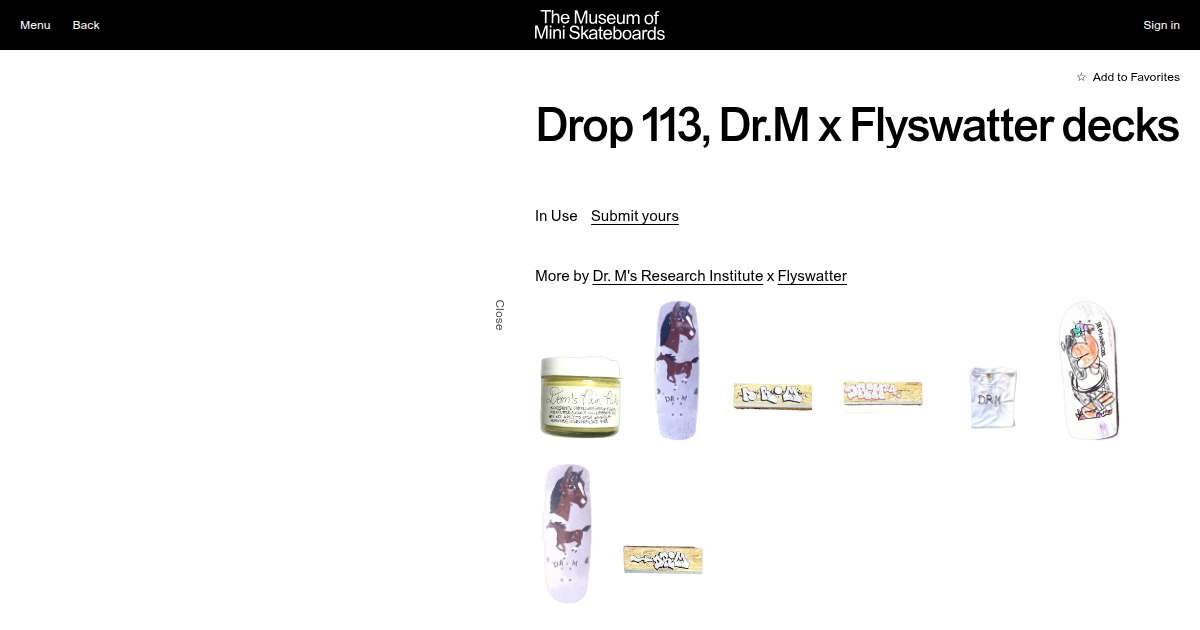 Menu Back
The Museum of
Mini Skateboards
Sign in
☆ Add to Favorites
Drop 113, Dr.M x Flyswatter decks
In Use Submit yours
More by Dr. M's Research Institute x Flyswatter
Close
DR M
DR M
DR M